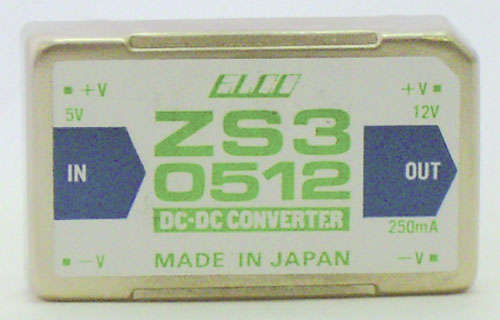 ELCO
+V +V
5V 12V
ZS3
IN OUT
0512
DC-DC CONVERTER
250mA
-V MADE IN JAPAN -V